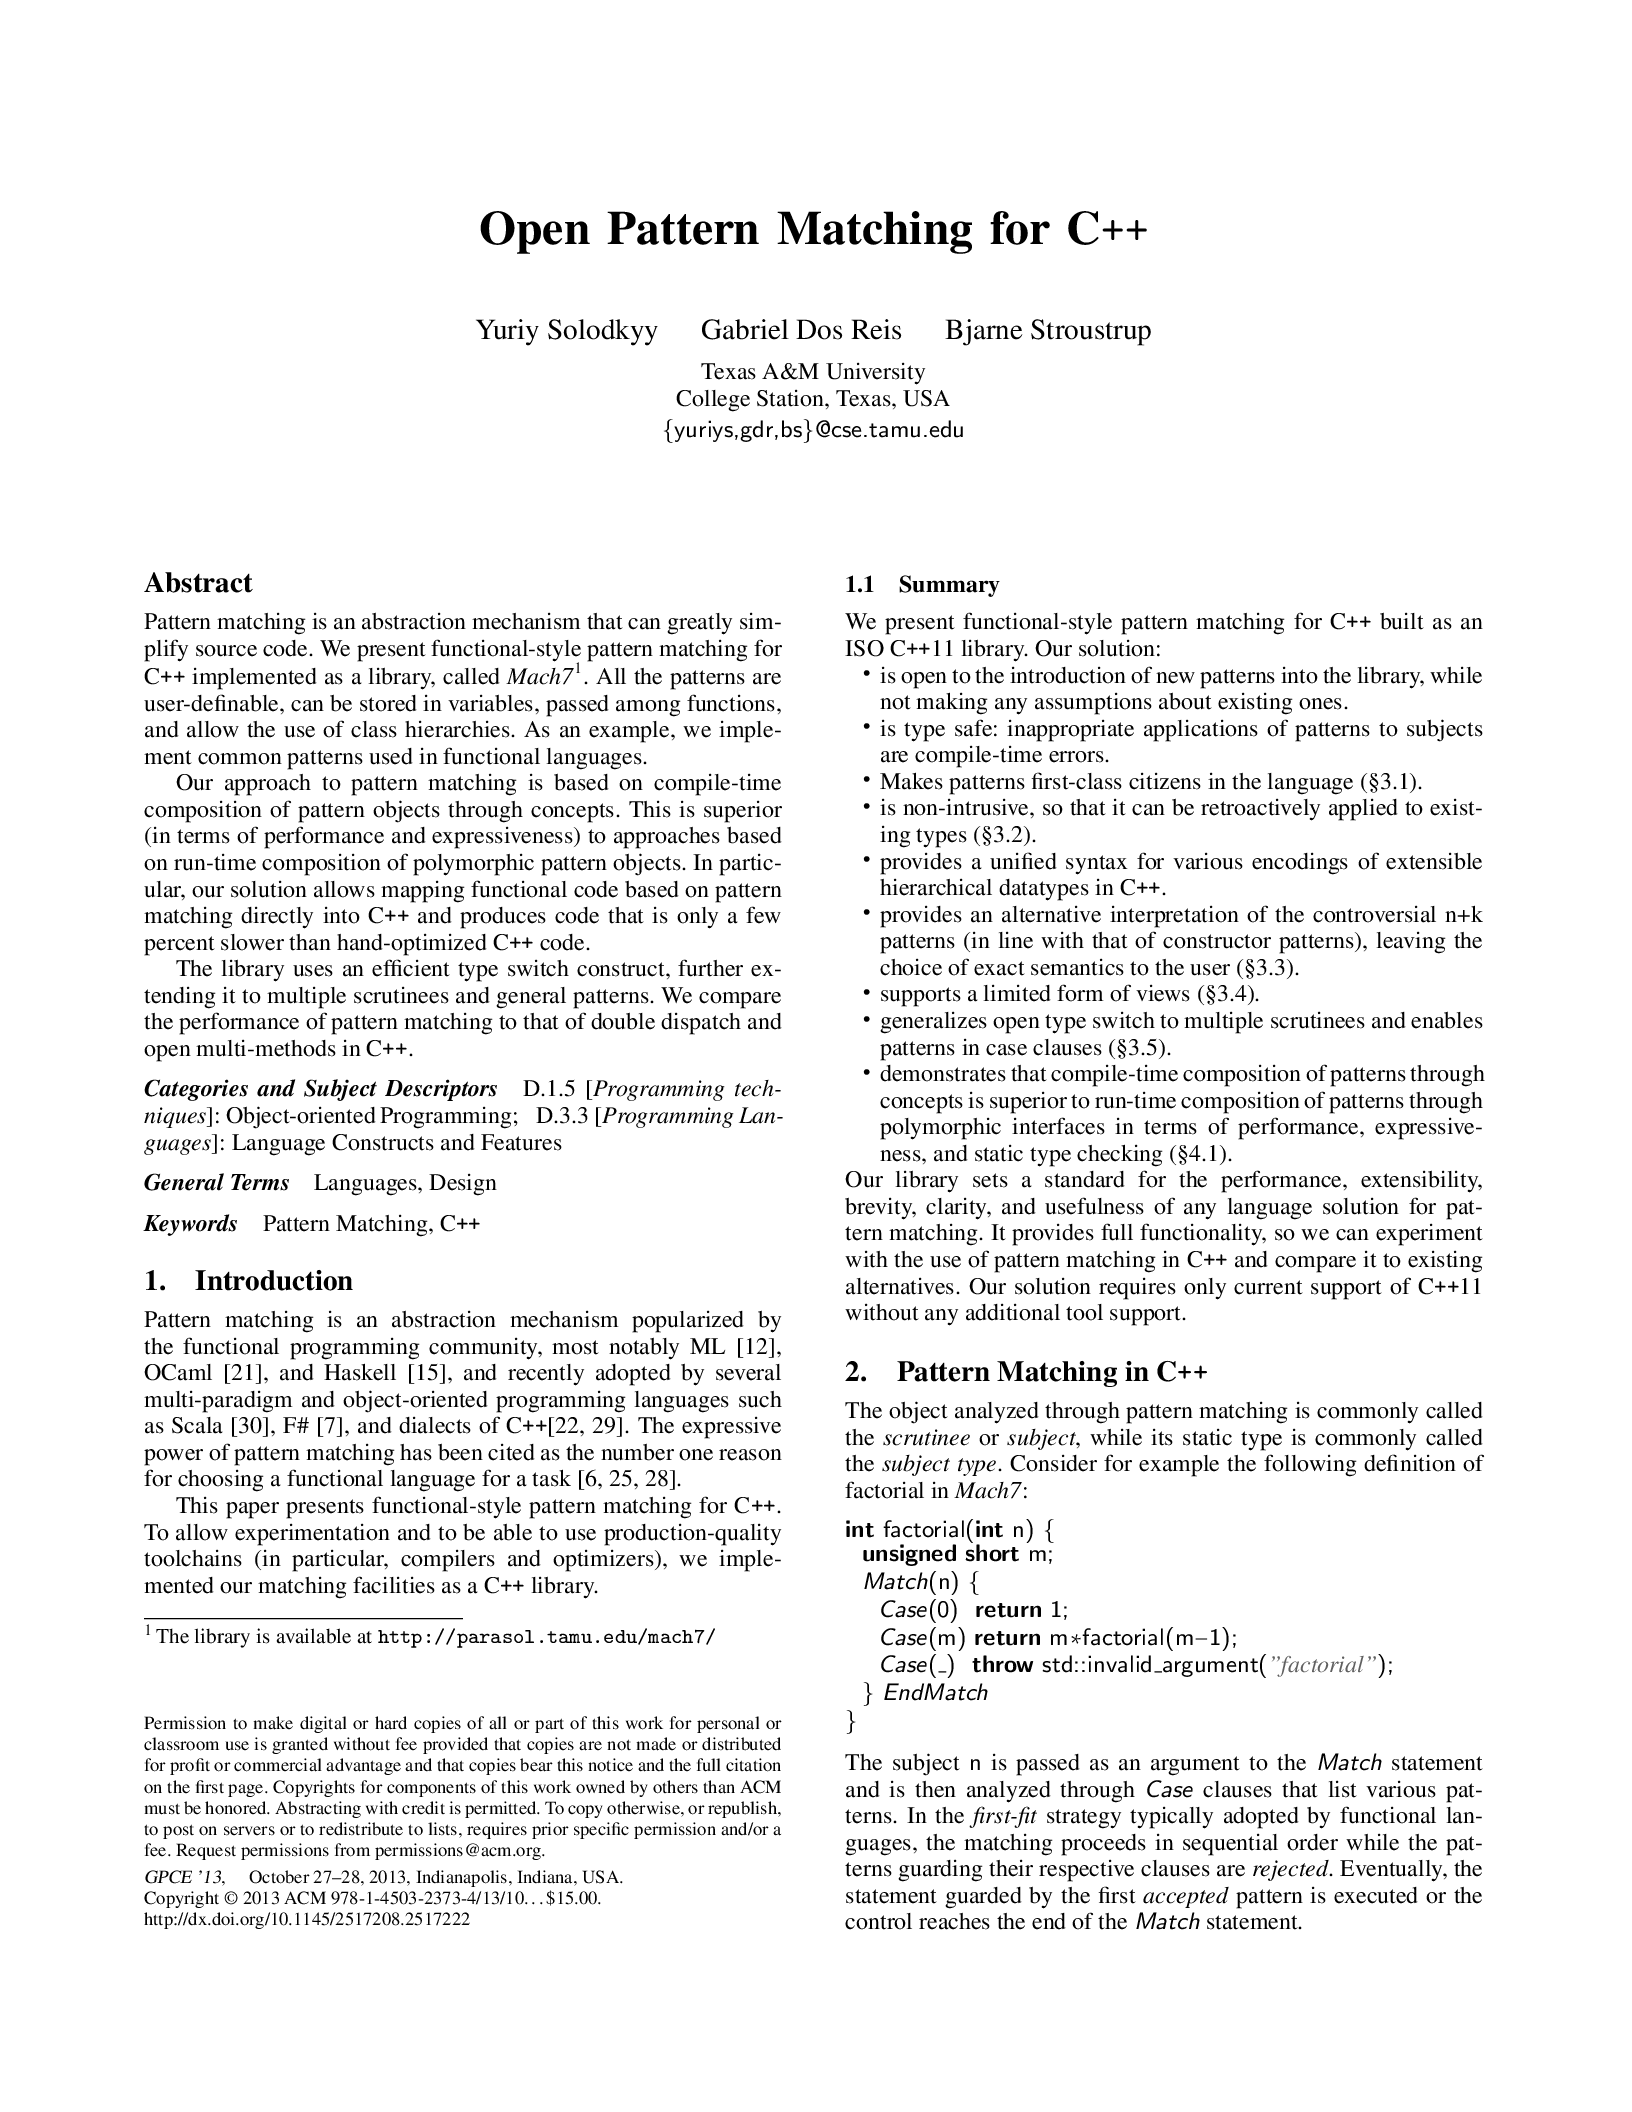 Open Pattern Matching for C++
Yuriy Solodkyy Gabriel Dos Reis Bjarne Stroustrup
Texas A&M University
College Station, Texas, USA
{yuriys,gdr,bs}@cse.tamu.edu
Abstract
Pattern matching is an abstraction mechanism that can greatly sim-
plify source code. We present functional-style pattern matching for
C++ implemented as a library, called Mach7¹. All the patterns are
user-definable, can be stored in variables, passed among functions,
and allow the use of class hierarchies. As an example, we imple-
ment common patterns used in functional languages.
Our approach to pattern matching is based on compile-time
composition of pattern objects through concepts. This is superior
(in terms of performance and expressiveness) to approaches based
on run-time composition of polymorphic pattern objects. In partic-
ular, our solution allows mapping functional code based on pattern
matching directly into C++ and produces code that is only a few
percent slower than hand-optimized C++ code.
The library uses an efficient type switch construct, further ex-
tending it to multiple scrutinees and general patterns. We compare
the performance of pattern matching to that of double dispatch and
open multi-methods in C++.
Categories and Subject Descriptors D.1.5 [Programming tech-
niques]: Object-oriented Programming; D.3.3 [Programming Lan-
guages]: Language Constructs and Features
General Terms Languages, Design
Keywords Pattern Matching, C++
1. Introduction
Pattern matching is an abstraction mechanism popularized by
the functional programming community, most notably ML [12],
OCaml [21], and Haskell [15], and recently adopted by several
multi-paradigm and object-oriented programming languages such
as Scala [30], F# [7], and dialects of C++[22, 29]. The expressive
power of pattern matching has been cited as the number one reason
for choosing a functional language for a task [6, 25, 28].
This paper presents functional-style pattern matching for C++.
To allow experimentation and to be able to use production-quality
toolchains (in particular, compilers and optimizers), we imple-
mented our matching facilities as a C++ library.
¹ The library is available at http://parasol.tamu.edu/mach7/
Permission to make digital or hard copies of all or part of this work for personal or
classroom use is granted without fee provided that copies are not made or distributed
for profit or commercial advantage and that copies bear this notice and the full citation
on the first page. Copyrights for components of this work owned by others than ACM
must be honored. Abstracting with credit is permitted. To copy otherwise, or republish,
to post on servers or to redistribute to lists, requires prior specific permission and/or a
fee. Request permissions from permissions@acm.org.
GPCE '13, October 27–28, 2013, Indianapolis, Indiana, USA.
Copyright © 2013 ACM 978-1-4503-2373-4/13/10...$15.00.
http://dx.doi.org/10.1145/2517208.2517222
1.1 Summary
We present functional-style pattern matching for C++ built as an
ISO C++11 library. Our solution:
• is open to the introduction of new patterns into the library, while
not making any assumptions about existing ones.
• is type safe: inappropriate applications of patterns to subjects
are compile-time errors.
• Makes patterns first-class citizens in the language (§3.1).
• is non-intrusive, so that it can be retroactively applied to exist-
ing types (§3.2).
• provides a unified syntax for various encodings of extensible
hierarchical datatypes in C++.
• provides an alternative interpretation of the controversial n+k
patterns (in line with that of constructor patterns), leaving the
choice of exact semantics to the user (§3.3).
• supports a limited form of views (§3.4).
• generalizes open type switch to multiple scrutinees and enables
patterns in case clauses (§3.5).
• demonstrates that compile-time composition of patterns through
concepts is superior to run-time composition of patterns through
polymorphic interfaces in terms of performance, expressive-
ness, and static type checking (§4.1).
Our library sets a standard for the performance, extensibility,
brevity, clarity, and usefulness of any language solution for pat-
tern matching. It provides full functionality, so we can experiment
with the use of pattern matching in C++ and compare it to existing
alternatives. Our solution requires only current support of C++11
without any additional tool support.
2. Pattern Matching in C++
The object analyzed through pattern matching is commonly called
the scrutinee or subject, while its static type is commonly called
the subject type. Consider for example the following definition of
factorial in Mach7:
int factorial(int n) {
unsigned short m;
Match(n) {
Case(0) return 1;
Case(m) return m∗factorial(m−1);
Case(_) throw std::invalid_argument("factorial");
} EndMatch
}
The subject n is passed as an argument to the Match statement
and is then analyzed through Case clauses that list various pat-
terns. In the first-fit strategy typically adopted by functional lan-
guages, the matching proceeds in sequential order while the pat-
terns guarding their respective clauses are rejected. Eventually, the
statement guarded by the first accepted pattern is executed or the
control reaches the end of the Match statement.